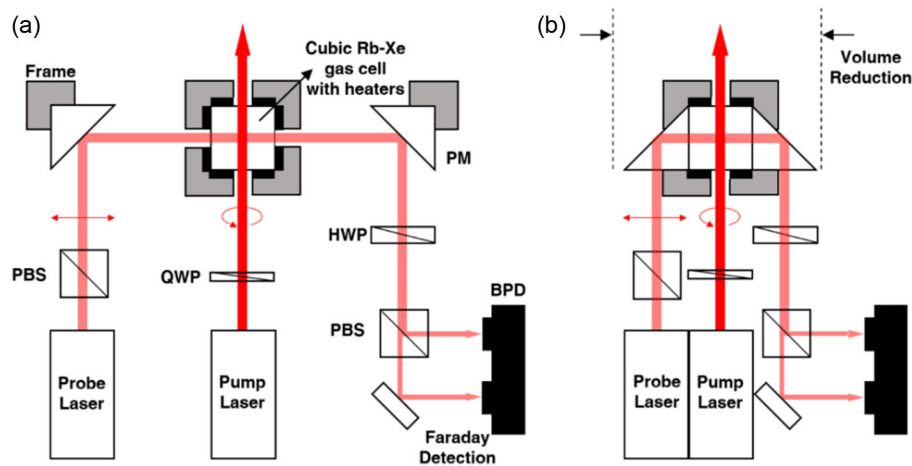 (a)
Frame
Cubic Rb-Xe
gas cell
with heaters
PM
HWP
PBS
QWP
BPD
PBS
Probe
Laser
Pump
Laser
Faraday
Detection
(b)
Volume
Reduction
Probe
Laser
Pump
Laser